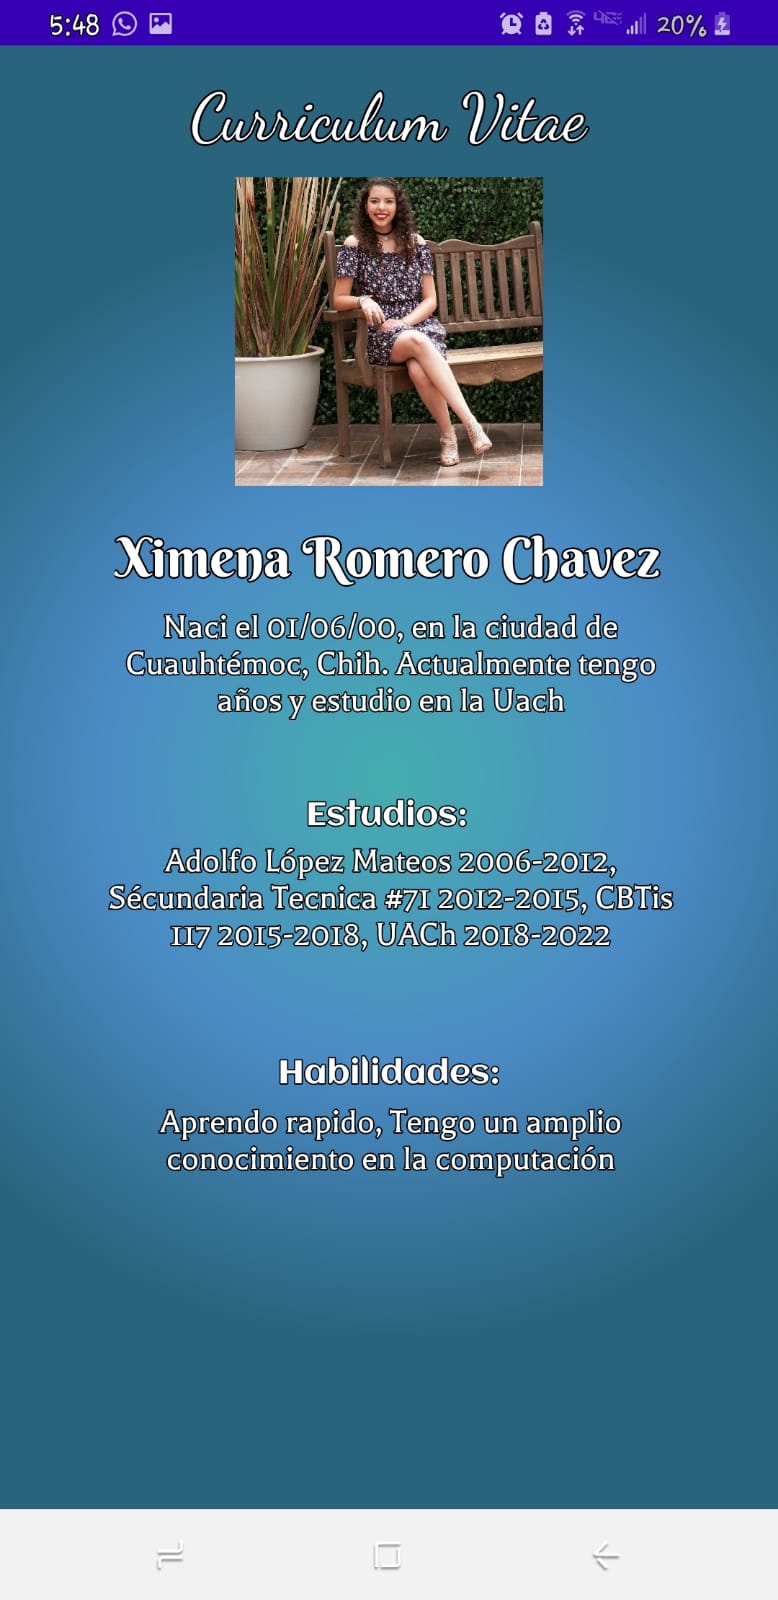 5:48
20%
Curriculum Vitae
Ximena Romero Chavez
Naci el 01/06/00, en la ciudad de
Cuauhtémoc, Chih. Actualmente tengo
años y estudio en la Uach
Estudios:
Adolfo López Mateos 2006-2012,
Sécundaria Tecnica #71 2012-2015, CBTis
117 2015-2018, UACh 2018-2022
Habilidades:
Aprendo rapido, Tengo un amplio
conocimiento en la computación